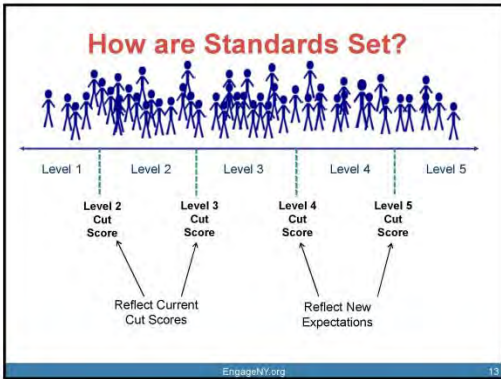 How are Standards Set?
Level 1
Level 2
Level 3
Level 4
Level 5
Level 2
Cut
Score
Level 3
Cut
Score
Level 4
Cut
Score
Level 5
Cut
Score
Reflect Current
Cut Scores
Reflect New
Expectations
EngageNY.org
13